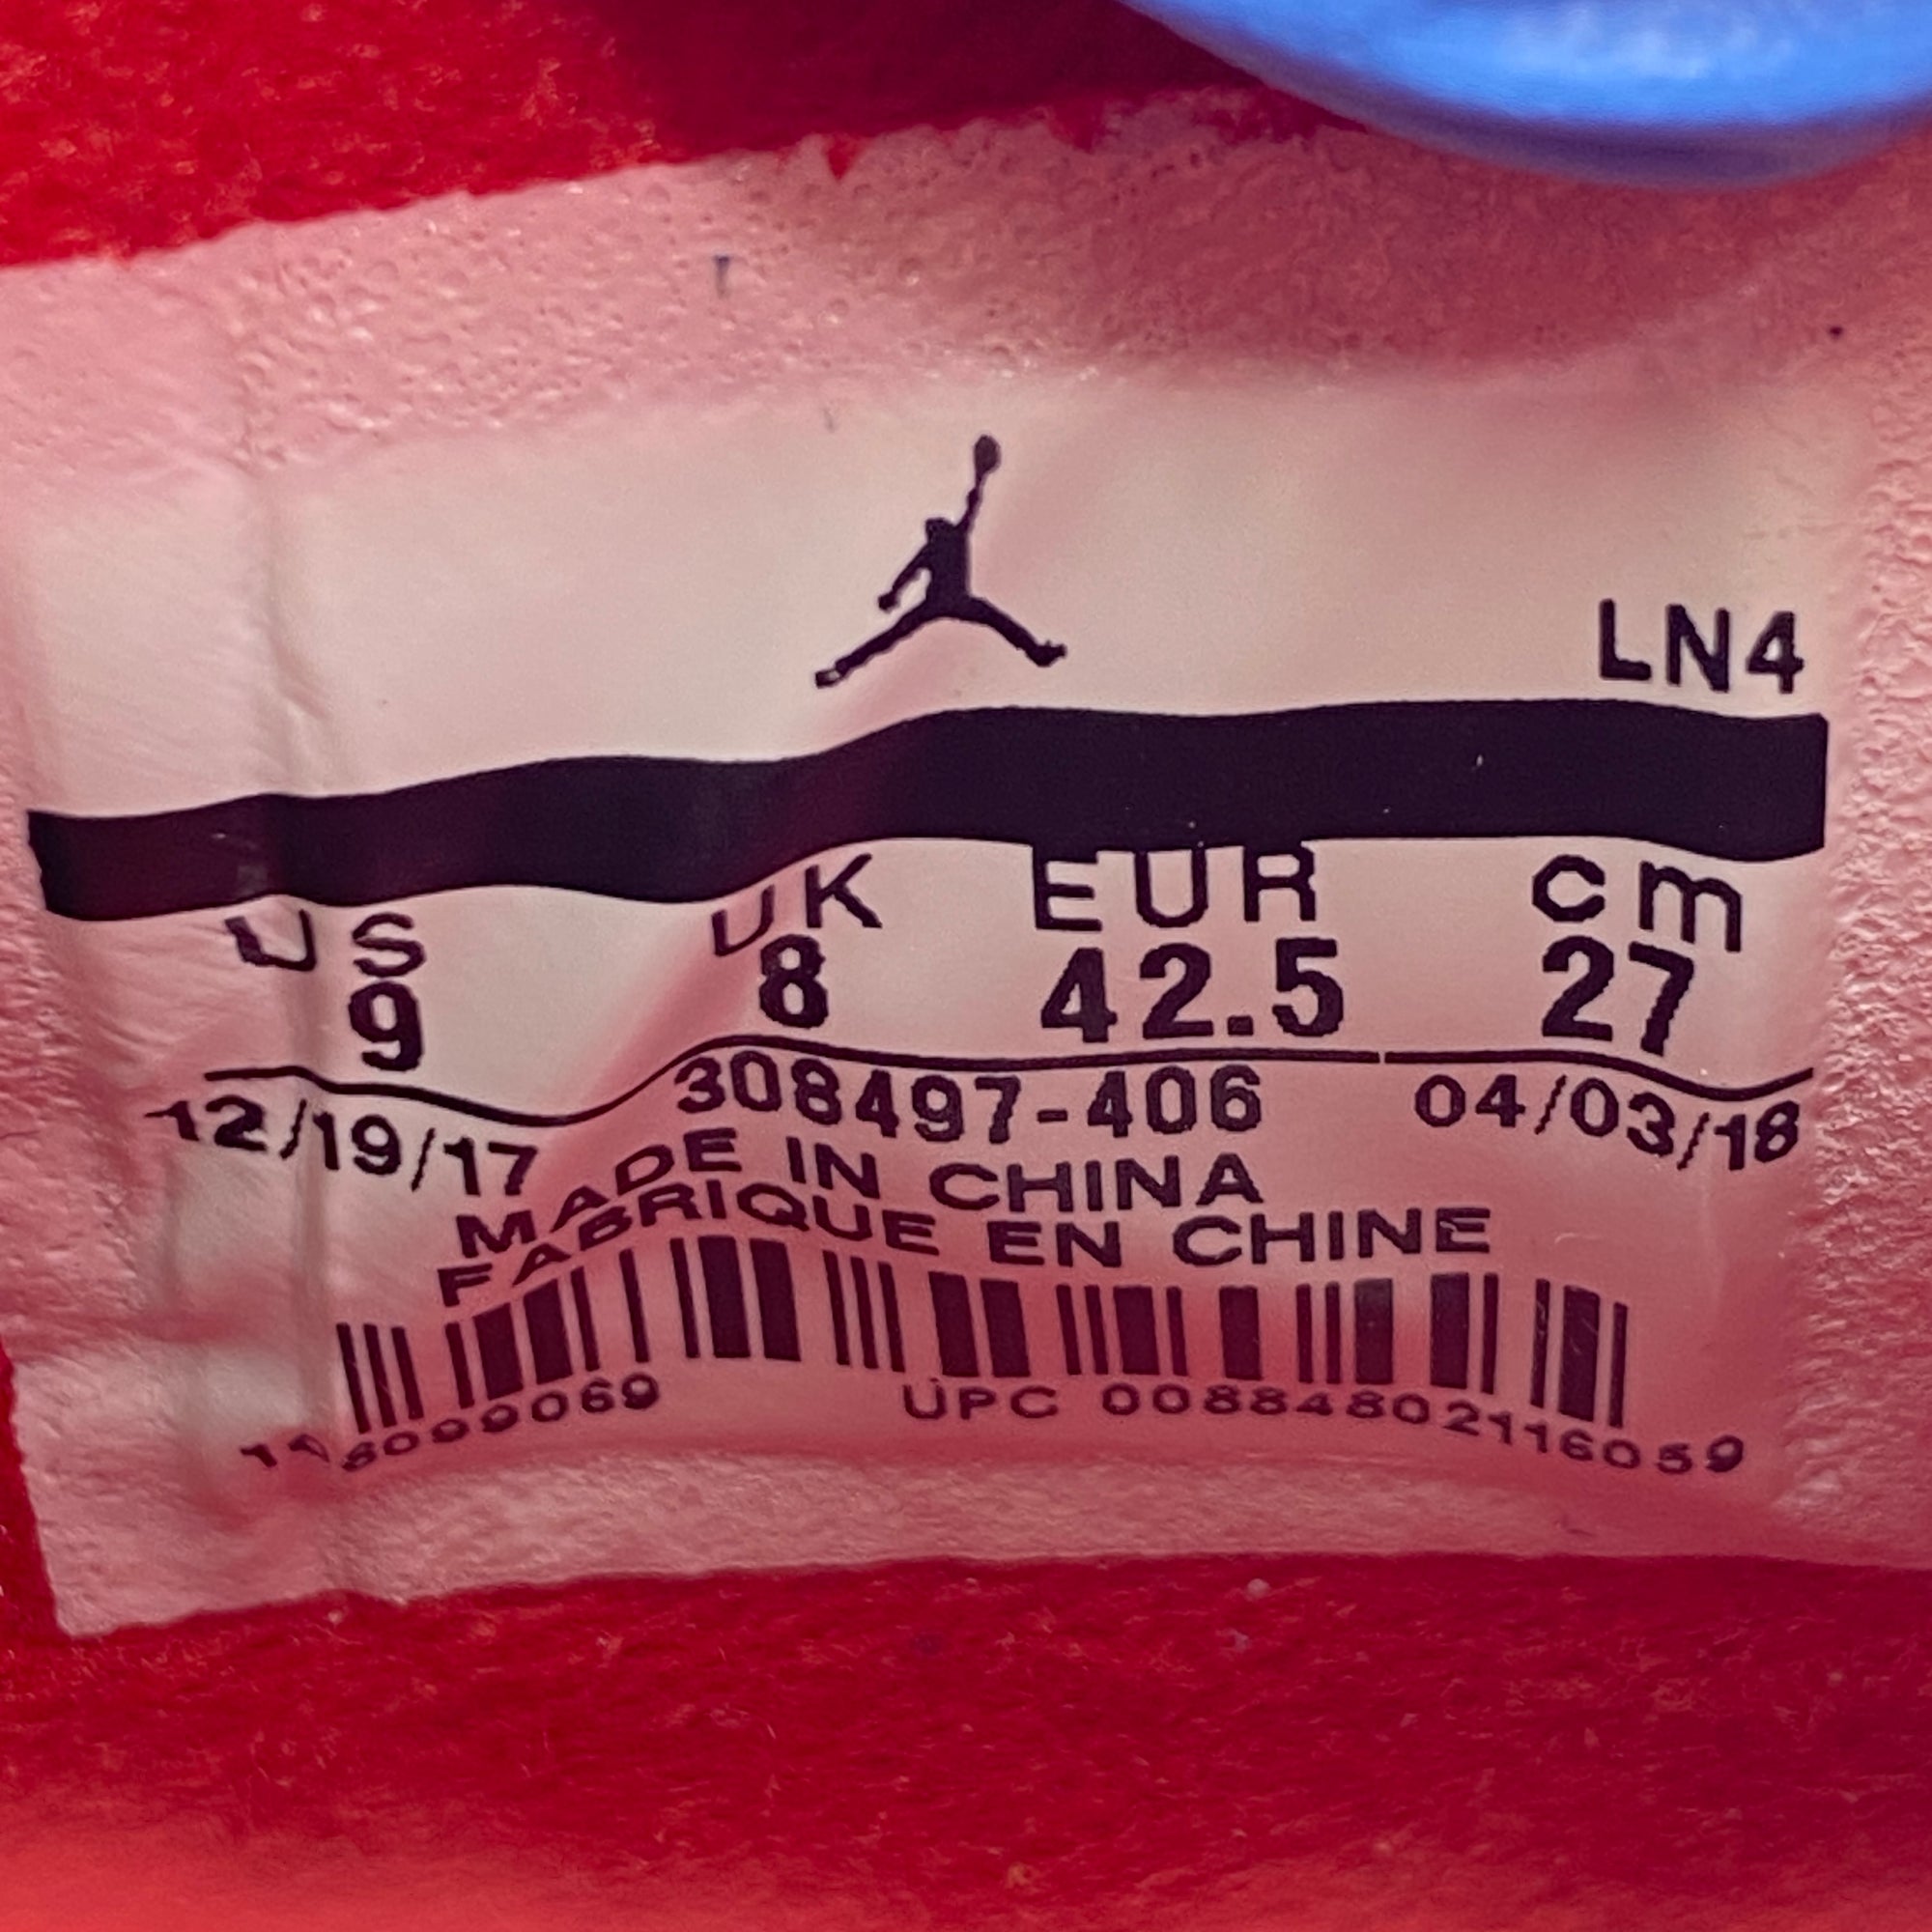 LN4
US UK EUR cm
9 8 42.5 27
12/19/17 308497-406 04/03/18
MADE IN CHINA
FABRIQUE EN CHINE
UPC 00884802116059